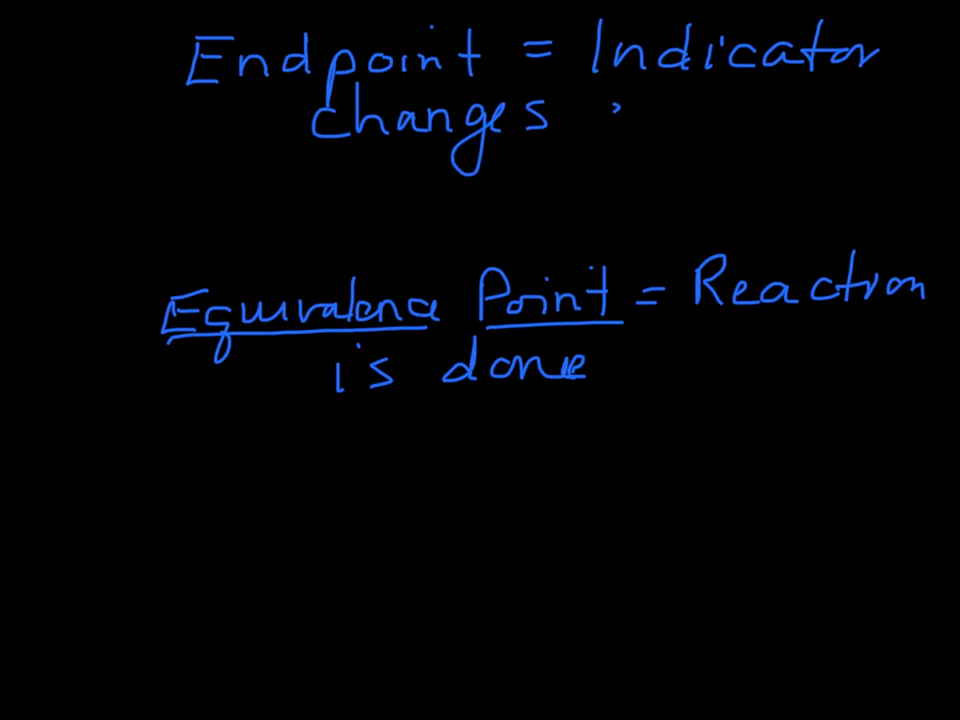 Endpoint = Indicator
changes
Equivalence Point = Reaction
is done